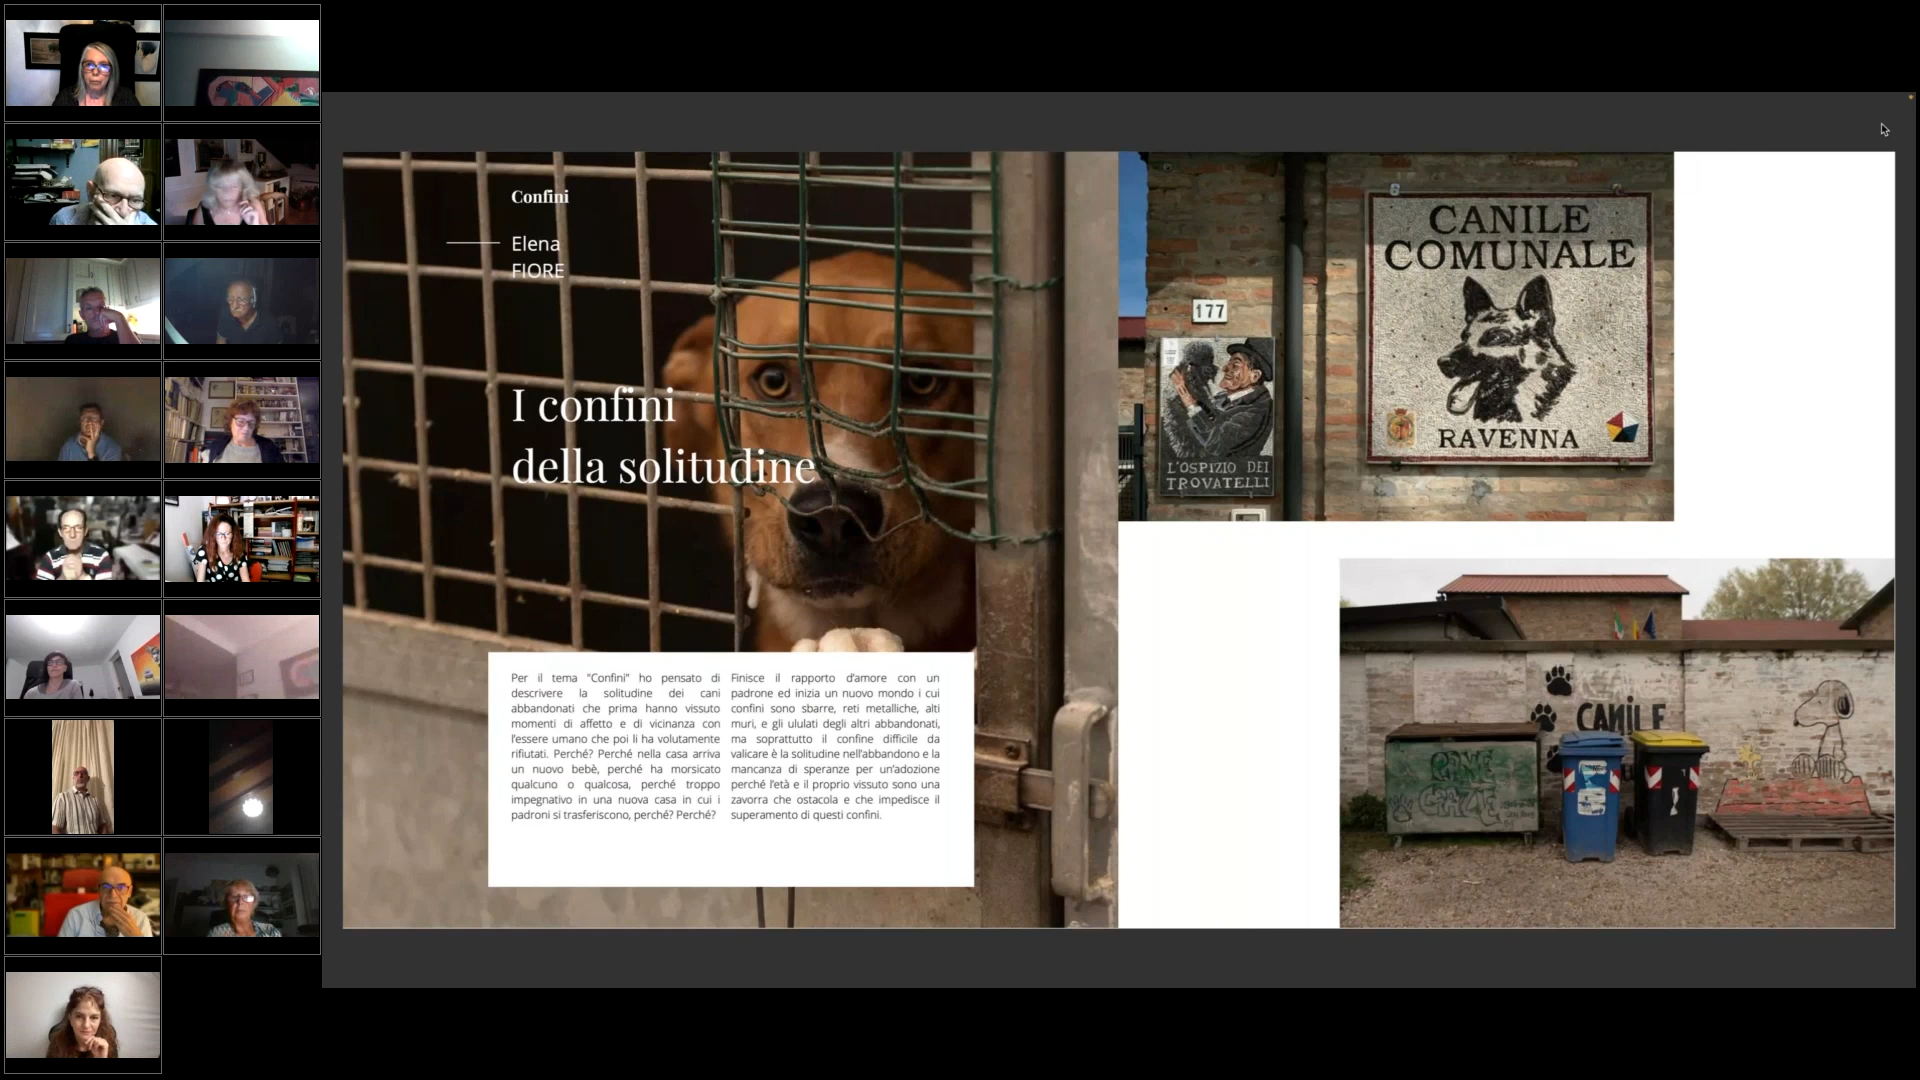 Confini
Elena
FIORE
I confini
della solitudine
Per il tema "Confini" ho pensato di
descrivere la solitudine dei cani
abbandonati che prima hanno vissuto
momenti di affetto e di vicinanza con
l'essere umano che poi li ha volutamente
rifiutati. Perché? Perché nella casa arriva
un nuovo bebè, perché ha morsicato
qualcuno o qualcosa, perché troppo
impegnativo in una nuova casa in cui i
padroni si trasferiscono, perché? Perché?
Finisce il rapporto d'amore con un
padrone ed inizia un nuovo mondo i cui
confini sono sbarre, reti metalliche, alti
muri, e gli ululati degli altri abbandonati,
ma soprattutto il confine difficile da
valicare è la solitudine nell'abbandono e la
mancanza di speranze per un'adozione
perché l'età e il proprio vissuto sono una
zavorra che ostacola e che impedisce il
superamento di questi confini.
177
L'OSPIZIO DEI
TROVATELLI
CANILE
COMUNALE
RAVENNA
CANILE